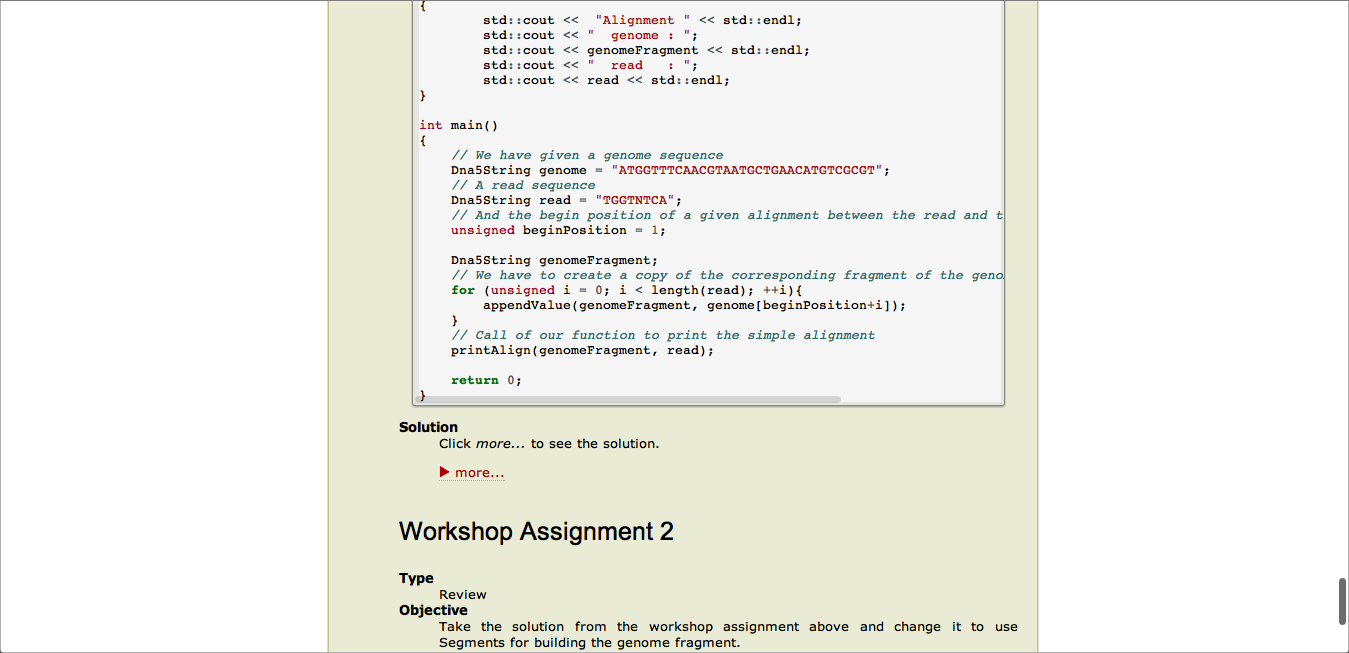 {
std::cout << "Alignment " << std::endl;
std::cout << "  genome : ";
std::cout << genomeFragment << std::endl;
std::cout << "  read   : ";
std::cout << read << std::endl;
}
int main()
{
// We have given a genome sequence
Dna5String genome = "ATGGTTTCAACGTAATGCTGAACATGTCGCGT";
// A read sequence
Dna5String read = "TGGTNTCA";
// And the begin position of a given alignment between the read and t
unsigned beginPosition = 1;
Dna5String genomeFragment;
// We have to create a copy of the corresponding fragment of the geno
for (unsigned i = 0; i < length(read); ++i){
appendValue(genomeFragment, genome[beginPosition+i]);
}
// Call of our function to print the simple alignment
printAlign(genomeFragment, read);
return 0;
}
Solution
Click more... to see the solution.
▶ more...
Workshop Assignment 2
Type
Review
Objective
Take the solution from the workshop assignment above and change it to use
Segments for building the genome fragment.